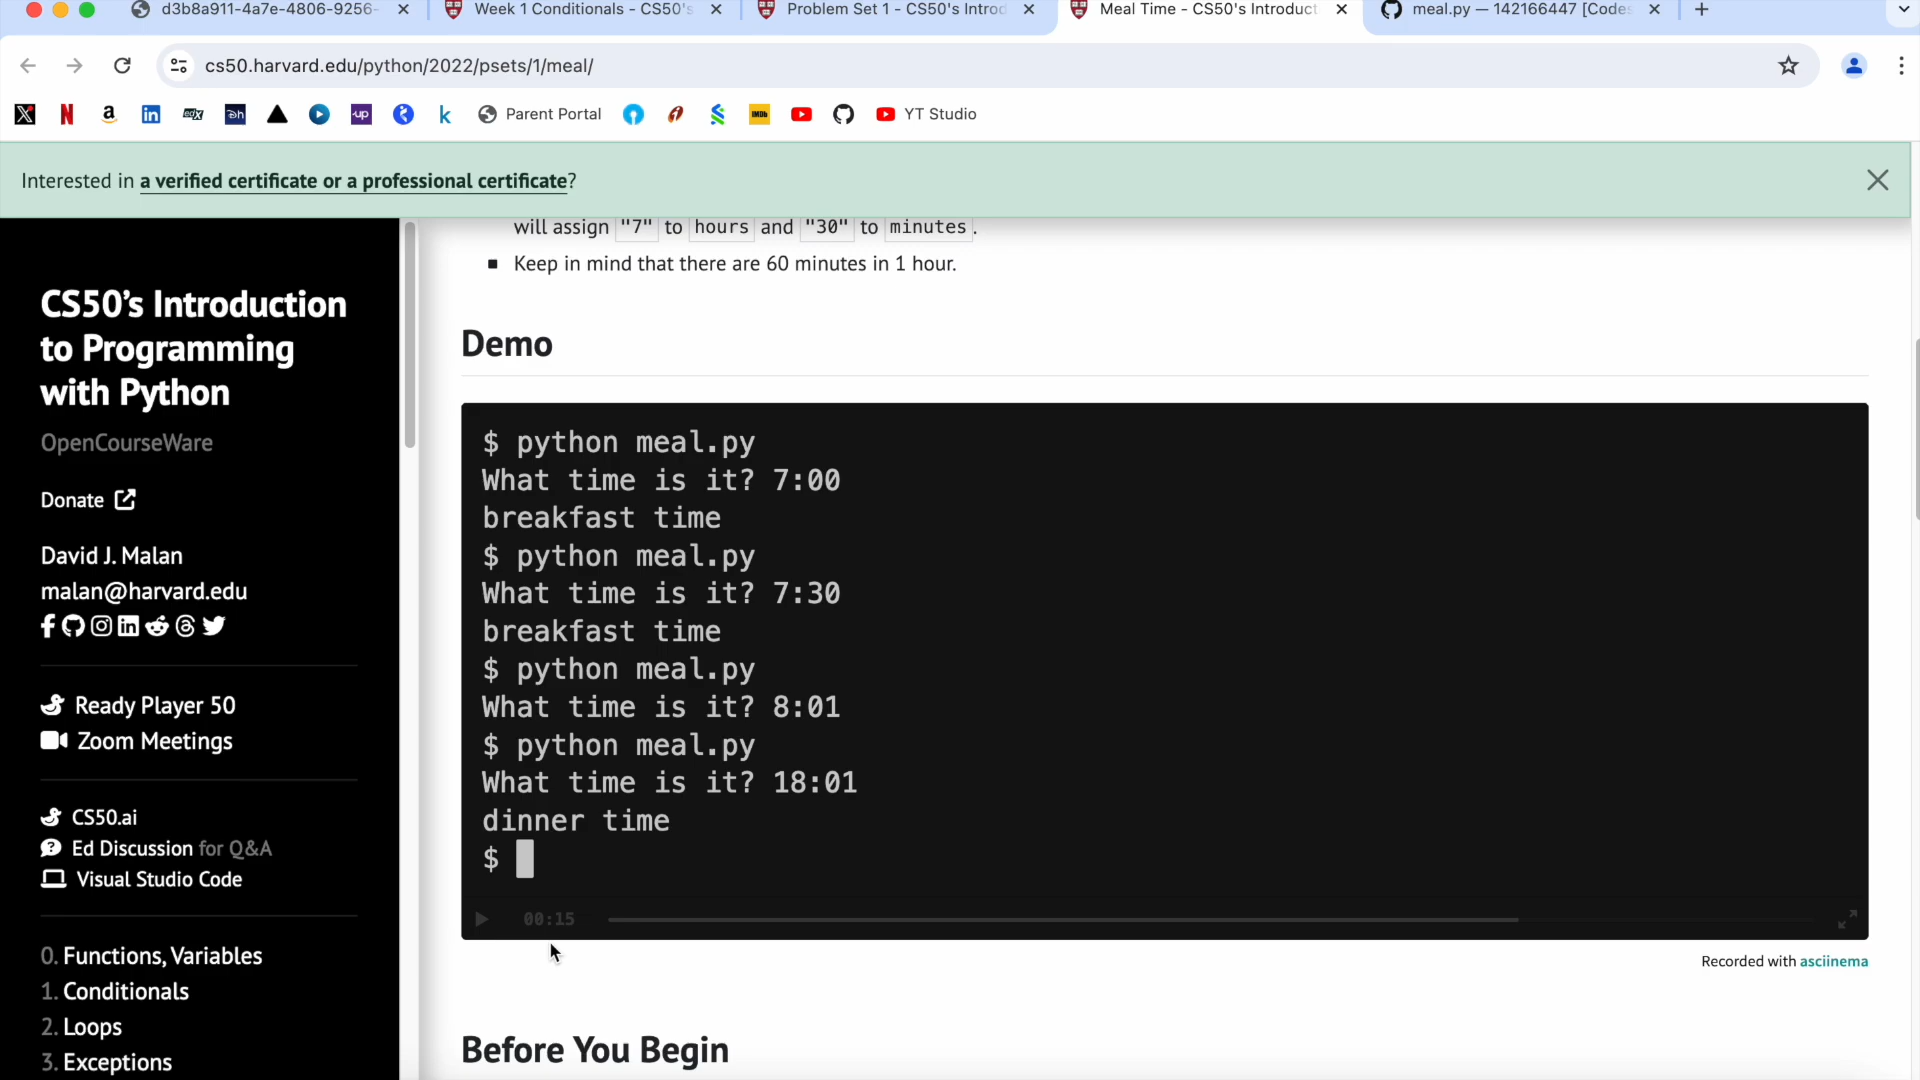 d3b8a911-4a7e-4806-9256-
Week 1 Conditionals - CS50's
Problem Set 1 - CS50's Introd
Meal Time - CS50's Introduct
meal.py — 142166447 [Codes
cs50.harvard.edu/python/2022/psets/1/meal/
X
N
a
in
edX
Dh
up
k
Parent Portal
IMDb
YT Studio
Interested in a verified certificate or a professional certificate?
CS50's Introduction
to Programming
with Python
OpenCourseWare
Donate
David J. Malan
malan@harvard.edu
Ready Player 50
Zoom Meetings
CS50.ai
Ed Discussion for Q&A
Visual Studio Code
0. Functions, Variables
1. Conditionals
2. Loops
3. Exceptions
will assign "7" to hours and "30" to minutes.
Keep in mind that there are 60 minutes in 1 hour.
Demo
$ python meal.py
What time is it? 7:00
breakfast time
$ python meal.py
What time is it? 7:30
breakfast time
$ python meal.py
What time is it? 8:01
$ python meal.py
What time is it? 18:01
dinner time
$
00:15
Recorded with asciinema
Before You Begin